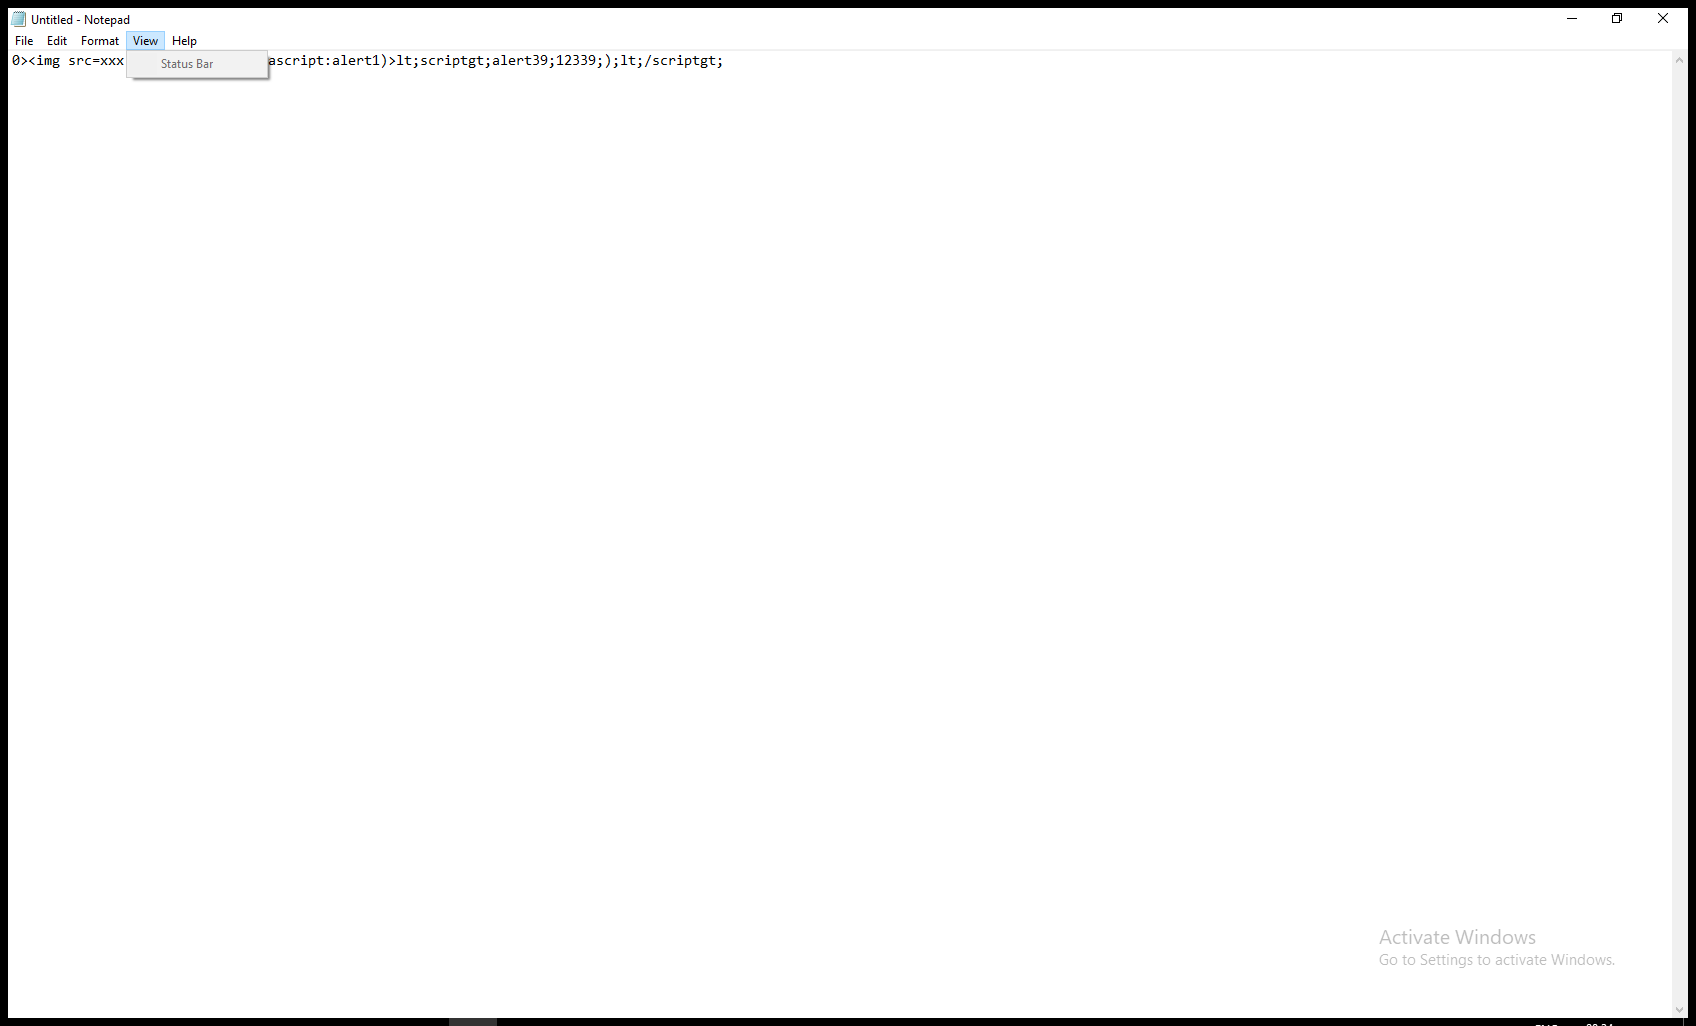 Untitled - Notepad
File Edit Format View Help
Status Bar
0><img src=xxx ascript:alert1)>lt;scriptgt;alert39;12339;);lt;/scriptgt;
Activate Windows
Go to Settings to activate Windows.